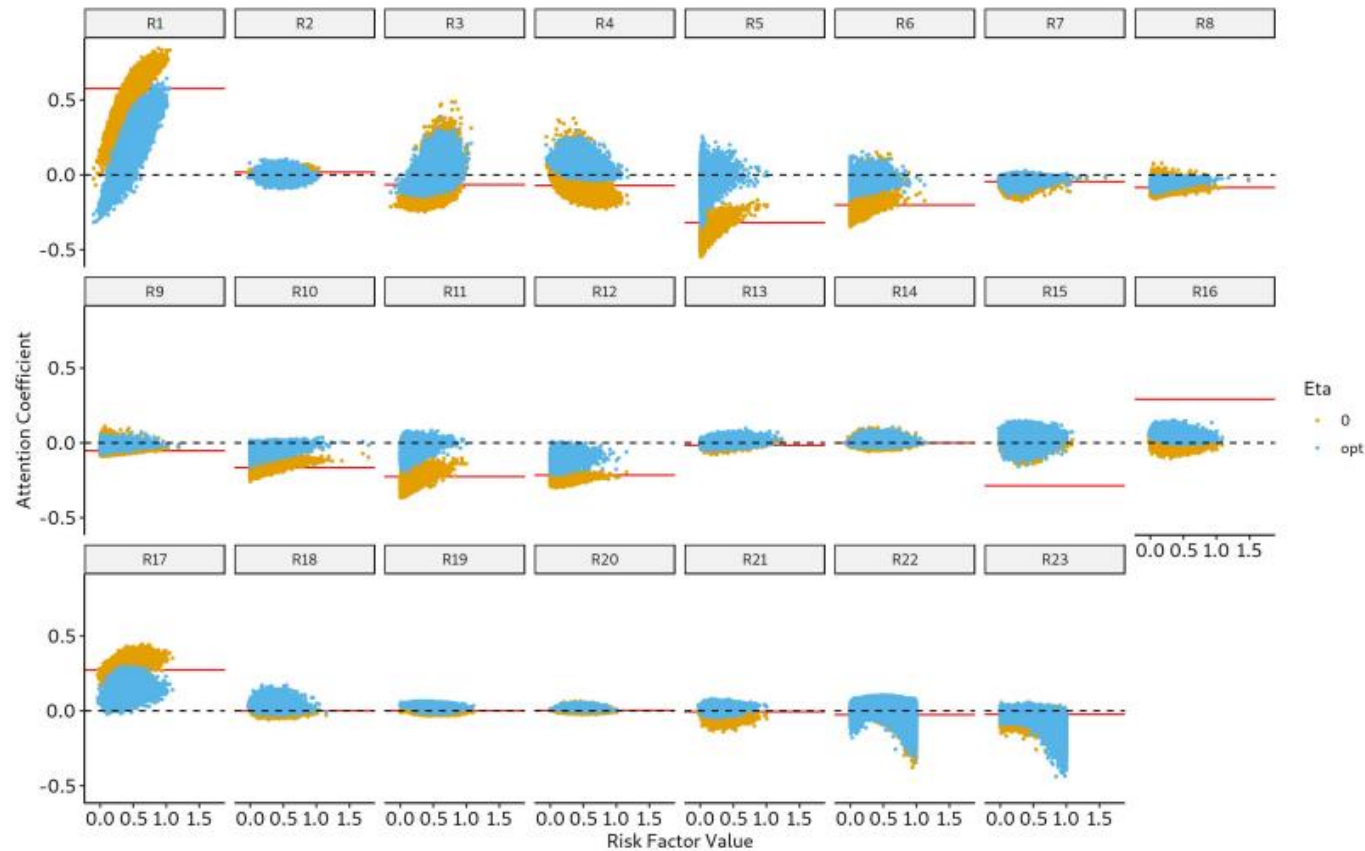 R1 R2 R3 R4 R5 R6 R7 R8
0.5
0.0
-0.5
R9 R10 R11 R12 R13 R14 R15 R16
0.5
0.0
-0.5
0.0 0.5 1.0 1.5
R17 R18 R19 R20 R21 R22 R23
0.5
0.0
-0.5
0.0 0.5 1.0 1.5 0.0 0.5 1.0 1.5 0.0 0.5 1.0 1.5 0.0 0.5 1.0 1.5 0.0 0.5 1.0 1.5 0.0 0.5 1.0 1.5 0.0 0.5 1.0 1.5
Risk Factor Value
Attention Coefficient
Eta
0
opt